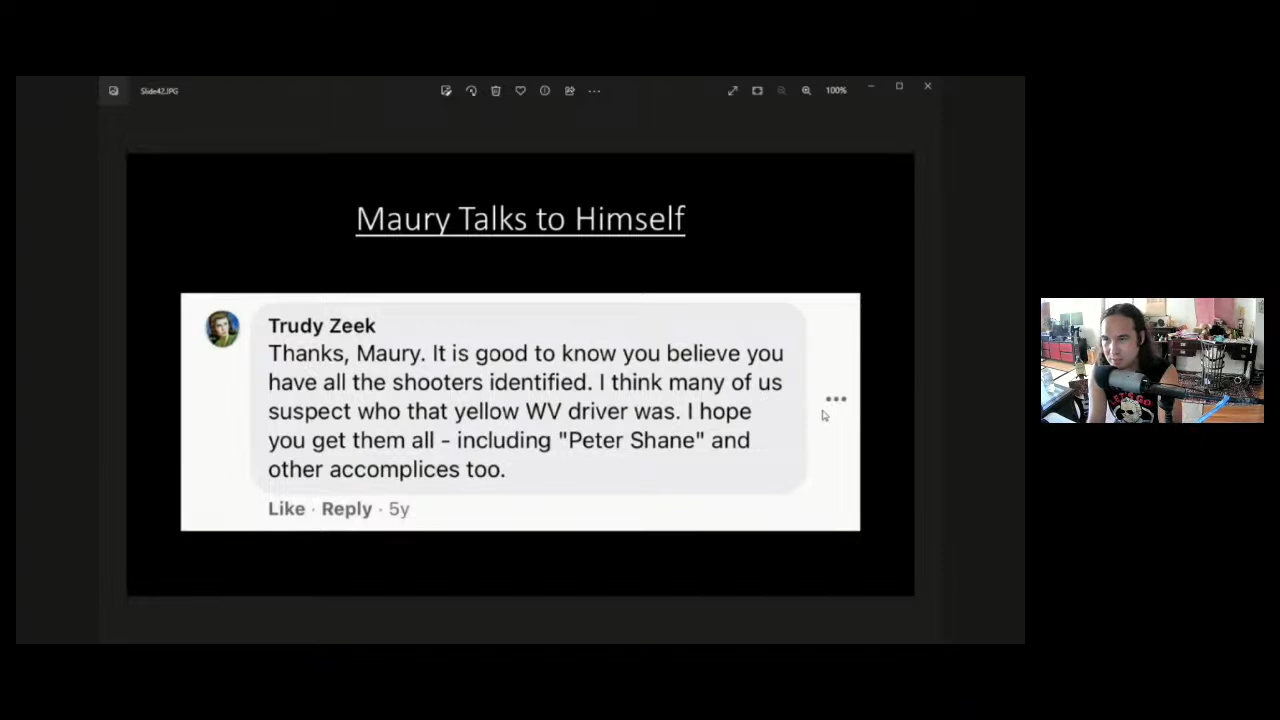 Slide42.JPG
100%
Maury Talks to Himself
Trudy Zeek
Thanks, Maury. It is good to know you believe you
have all the shooters identified. I think many of us
suspect who that yellow WV driver was. I hope
you get them all - including "Peter Shane" and
other accomplices too.
Like · Reply · 5y
LET'S GO